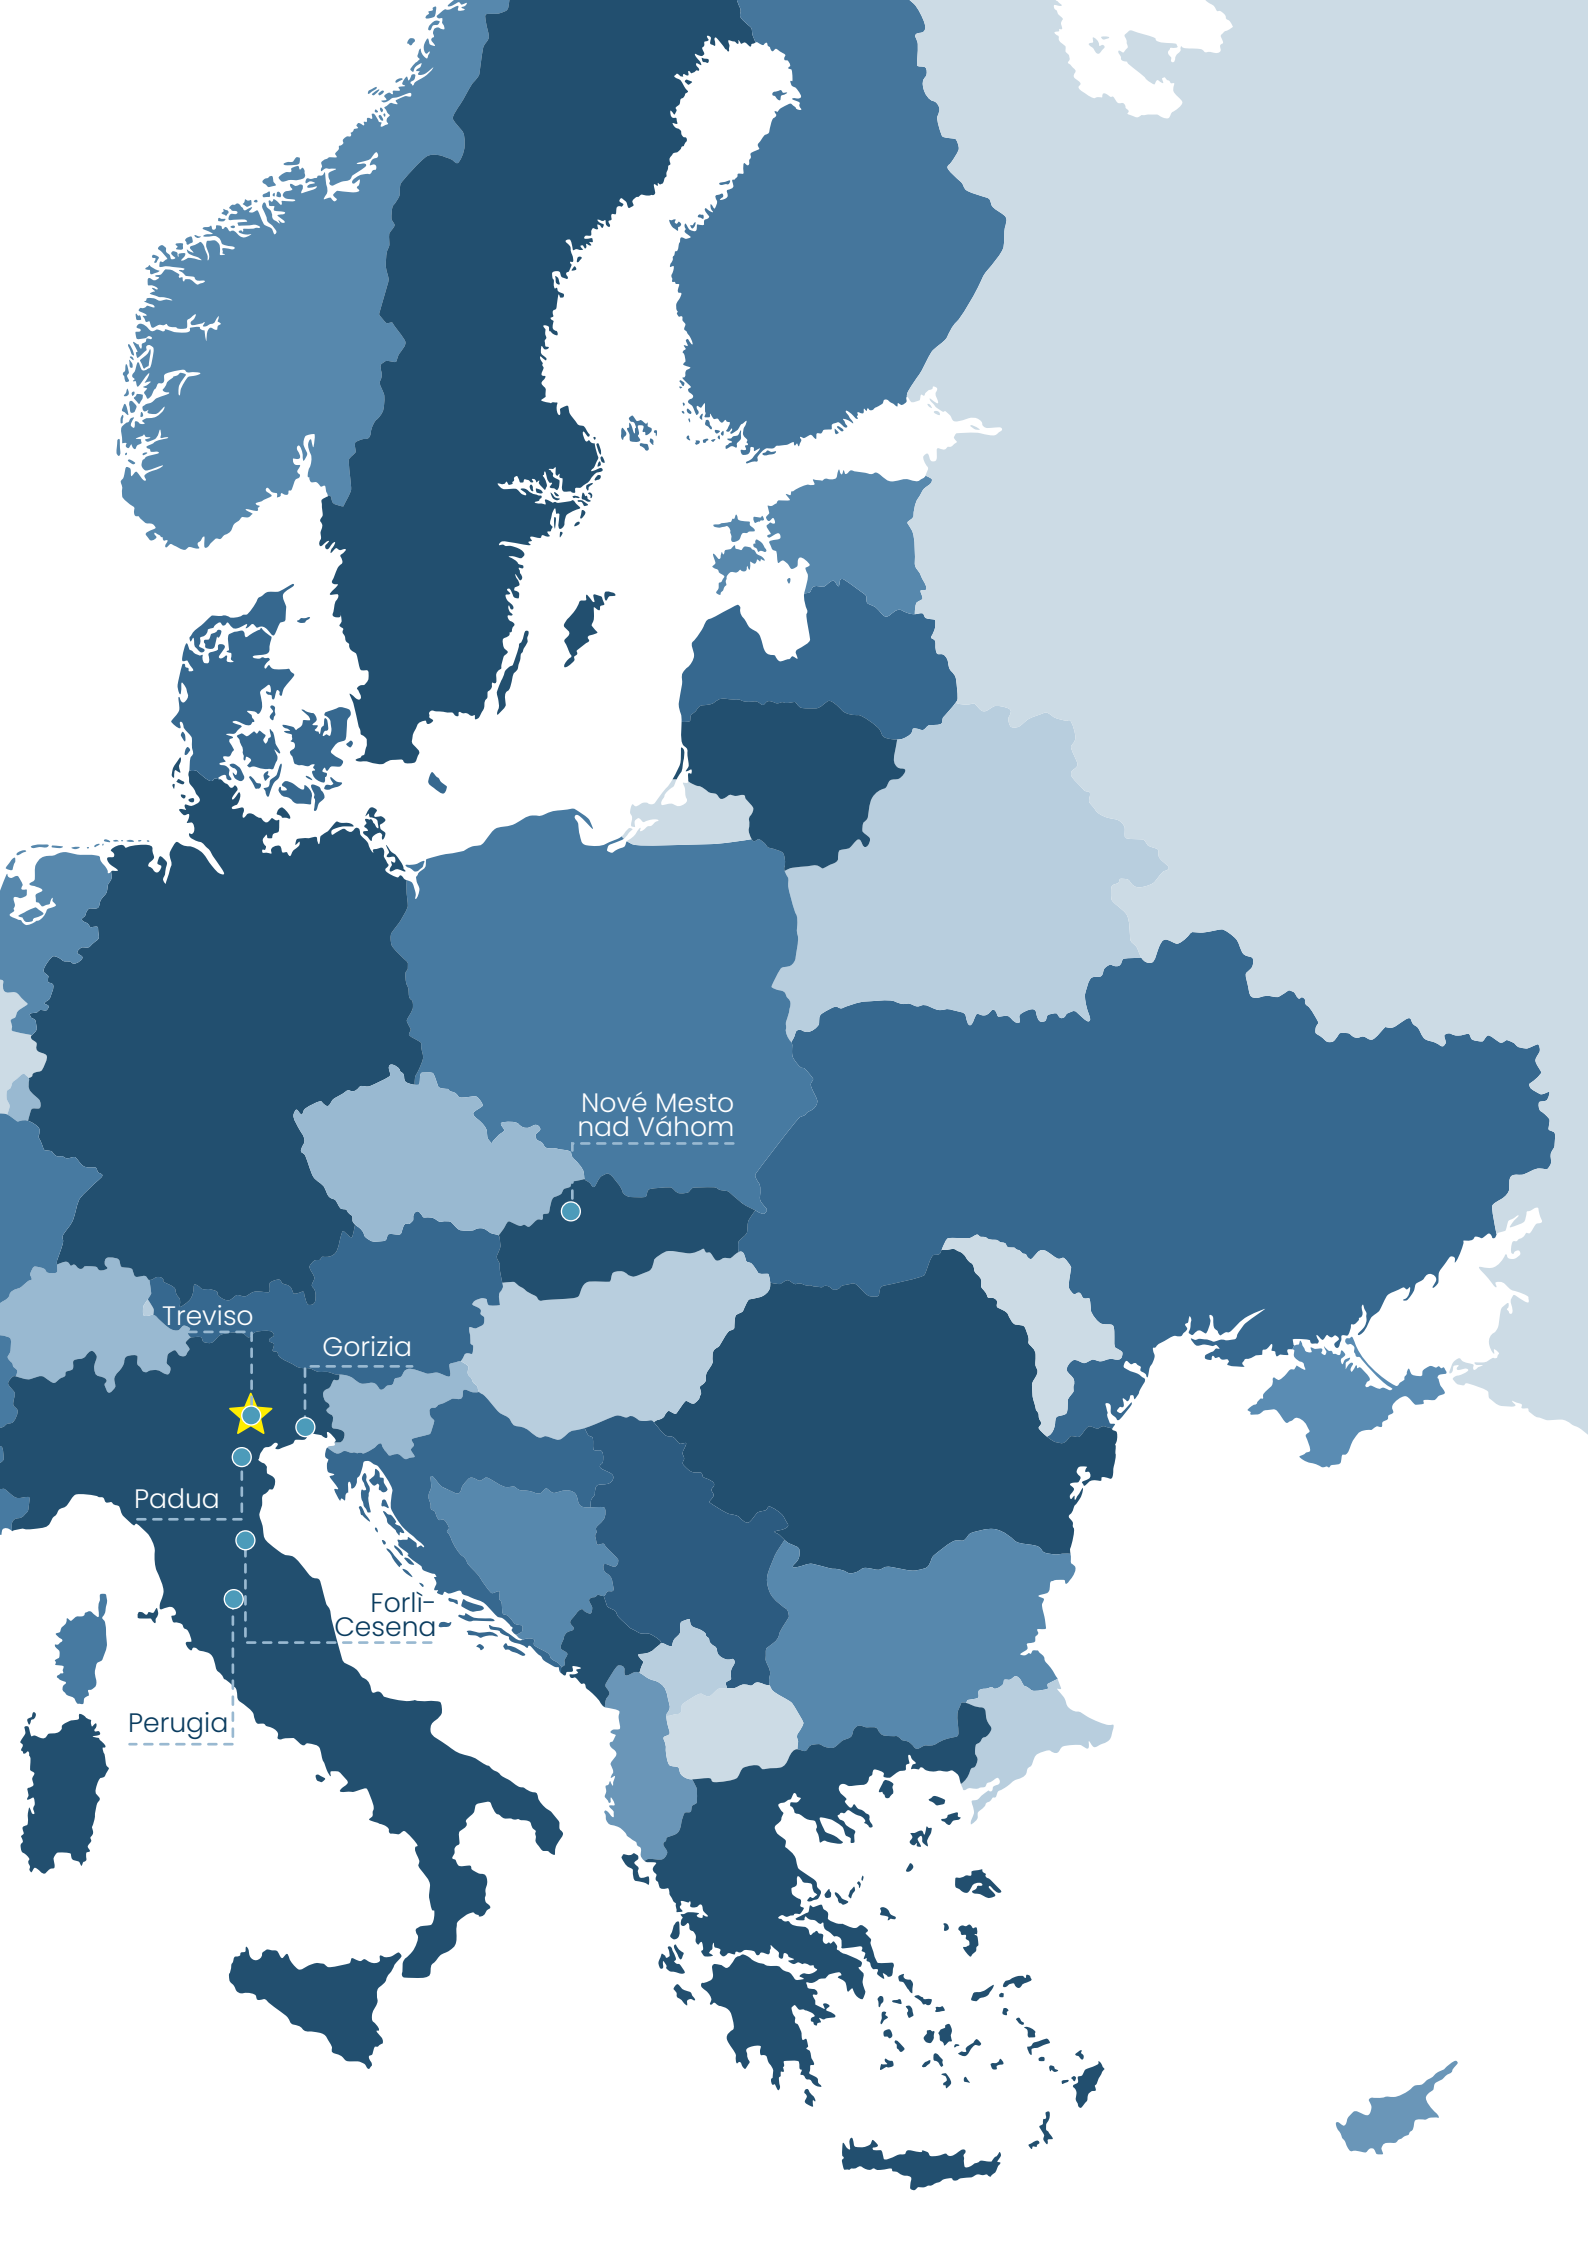 Nové Mesto
nad Váhom
Treviso
Gorizia
Padua
Forlì-
Cesena
Perugia